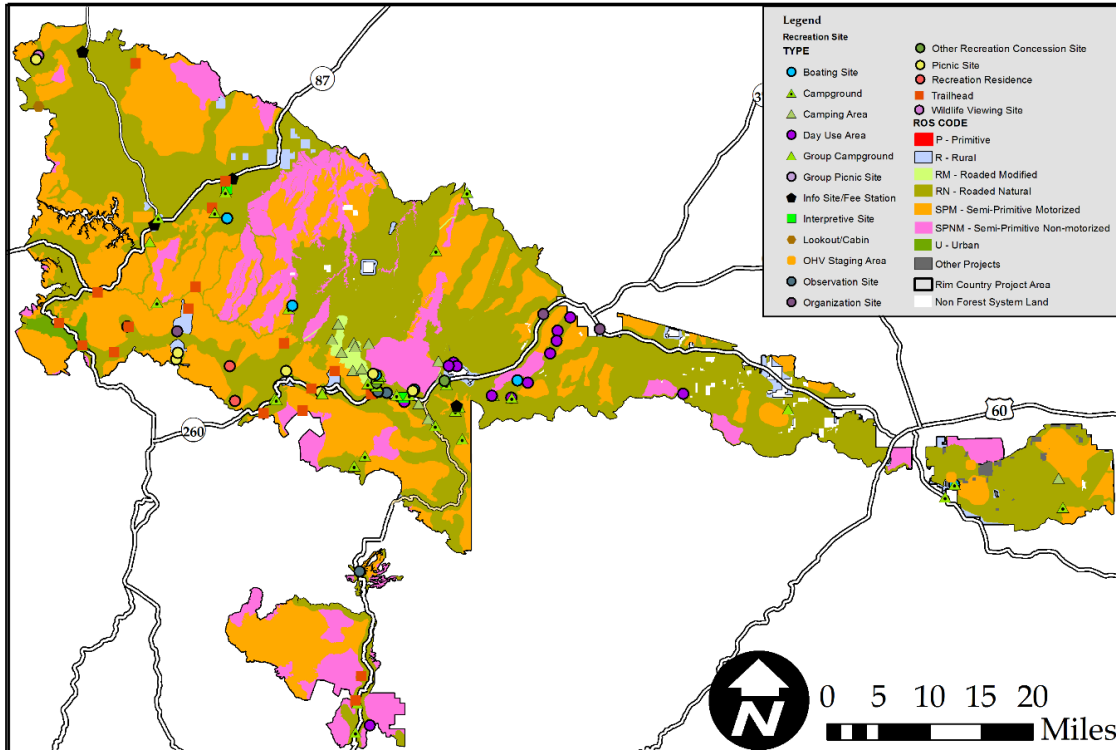 87
3
260
60
Legend
Recreation Site
TYPE
Boating Site
Campground
Camping Area
Day Use Area
Group Campground
Group Picnic Site
Info Site/Fee Station
Interpretive Site
Lookout/Cabin
OHV Staging Area
Observation Site
Organization Site
Other Recreation Concession Site
Picnic Site
Recreation Residence
Trailhead
Wildlife Viewing Site
ROS CODE
P - Primitive
R - Rural
RM - Roaded Modified
RN - Roaded Natural
SPM - Semi-Primitive Motorized
SPNM - Semi-Primitive Non-motorized
U - Urban
Other Projects
Rim Country Project Area
Non Forest System Land
N
0 5 10 15 20
Miles